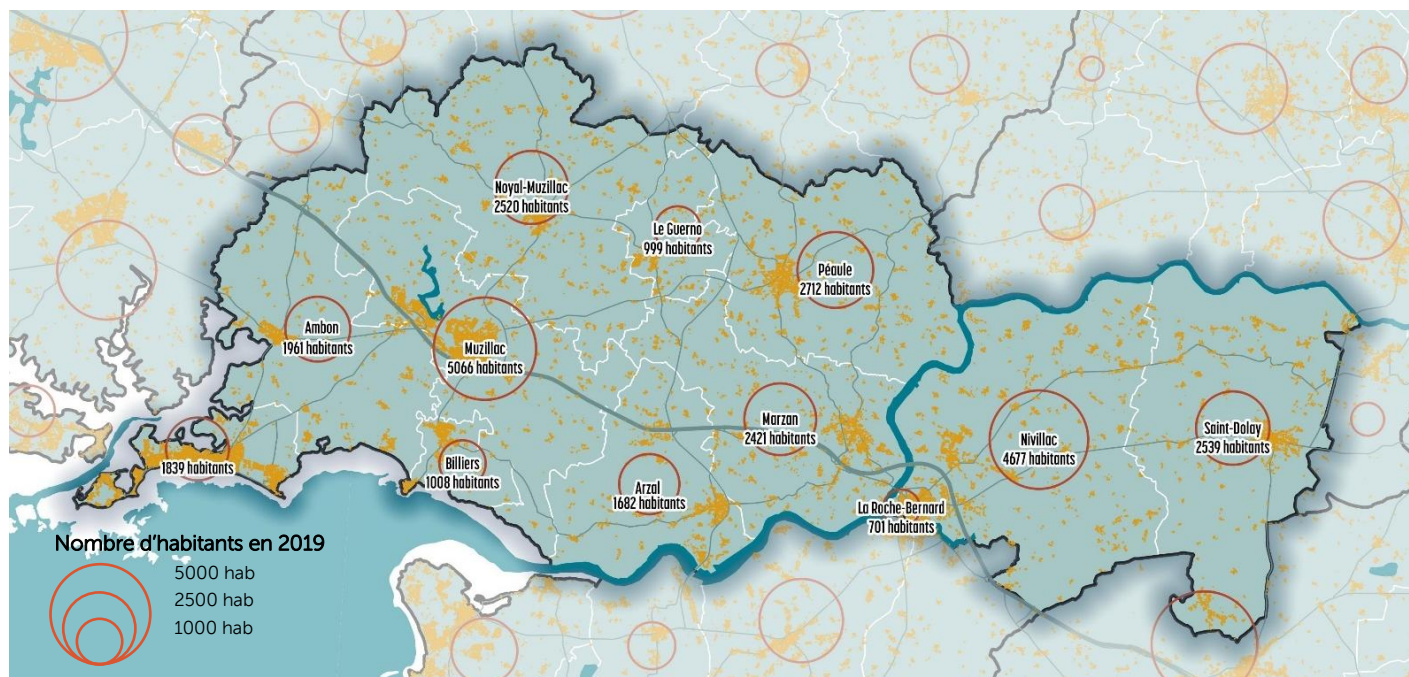 Noyal-Muzillac
2520 habitants
Le Guerno
999 habitants
Péaule
2712 habitants
Ambon
1961 habitants
Muzillac
5066 habitants
Marzan
2421 habitants
Nivillac
4677 habitants
Saint-Dolay
2539 habitants
1839 habitants
Billiers
1008 habitants
Arzal
1682 habitants
La Roche-Bernard
701 habitants
Nombre d'habitants en 2019
5000 hab
2500 hab
1000 hab